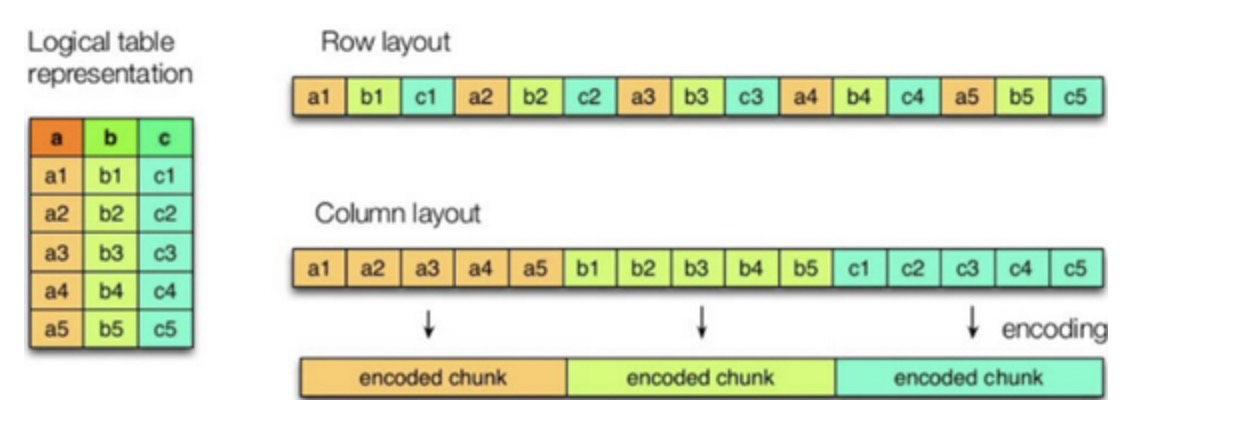 Logical table
representation
a b c
a1 b1 c1
a2 b2 c2
a3 b3 c3
a4 b4 c4
a5 b5 c5
Row layout
a1 b1 c1 a2 b2 c2 a3 b3 c3 a4 b4 c4 a5 b5 c5
Column layout
a1 a2 a3 a4 a5 b1 b2 b3 b4 b5 c1 c2 c3 c4 c5
encoding
encoded chunk encoded chunk encoded chunk